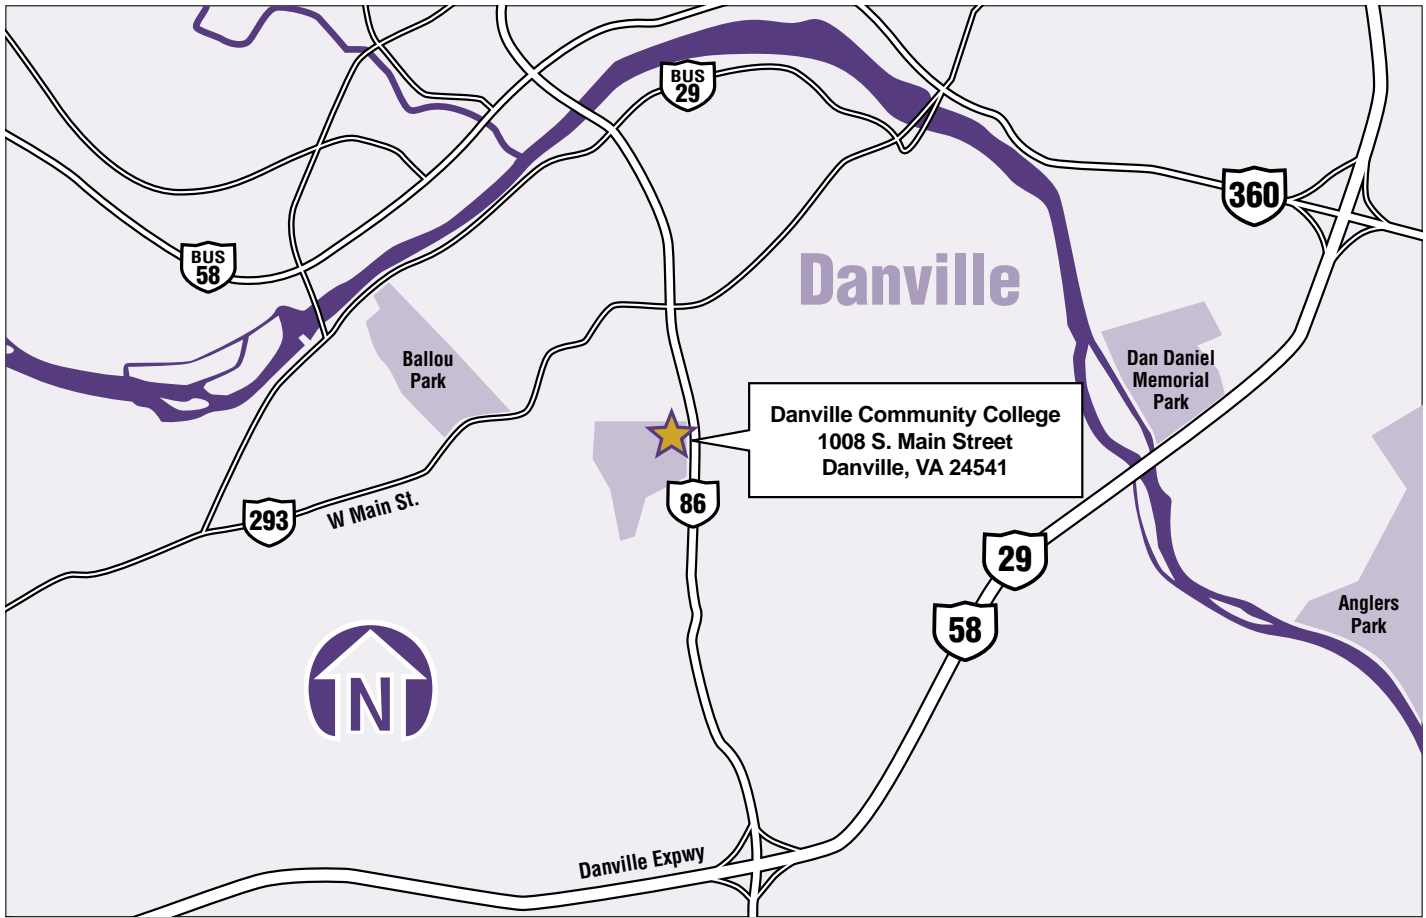 BUS
29
360
BUS
58
Danville
Ballou
Park
Dan Daniel
Memorial
Park
Danville Community College
1008 S. Main Street
Danville, VA 24541
86
293
W Main St.
29
58
Anglers
Park
N
Danville Expwy